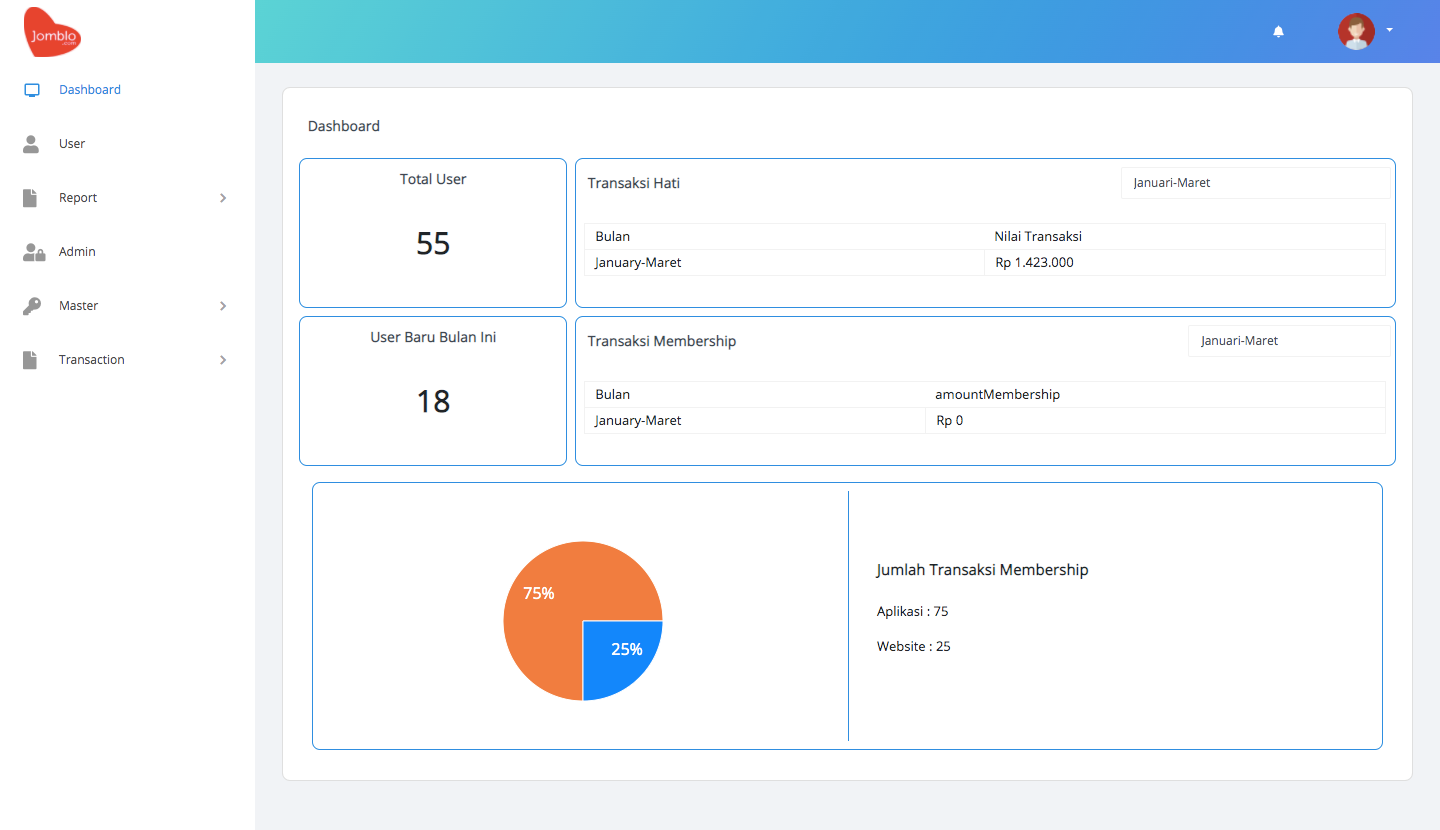 Jomblo
.com
Dashboard
User
Report
Admin
Master
Transaction
Dashboard
Total User
55
Transaksi Hati
Januari-Maret
Bulan Nilai Transaksi
January-Maret Rp 1.423.000
User Baru Bulan Ini
18
Transaksi Membership
Januari-Maret
Bulan amountMembership
January-Maret Rp 0
75%
25%
Jumlah Transaksi Membership
Aplikasi : 75
Website : 25